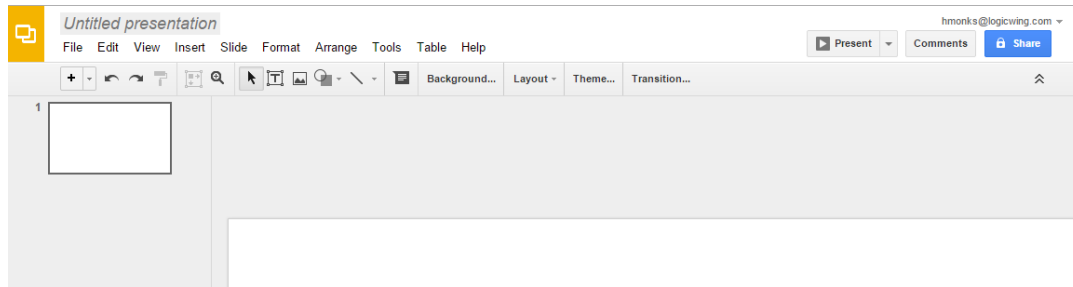 Untitled presentation
hmonks@logicwing.com
File Edit View Insert Slide Format Arrange Tools Table Help
Present Comments Share
Background... Layout Theme... Transition...
1